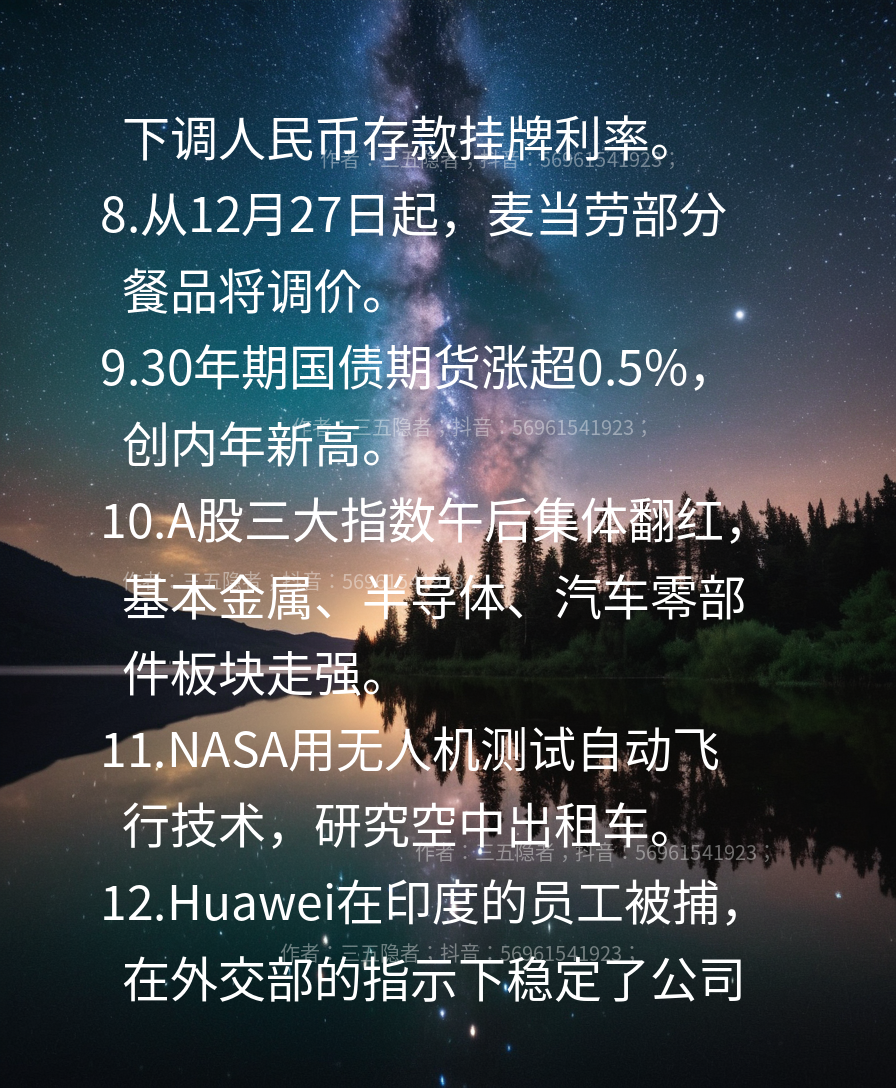 下调人民币存款挂牌利率。
作者：三五隐者；抖音：56961541923；
8.从12月27日起，麦当劳部分
餐品将调价。
9.30年期国债期货涨超0.5%，
作者：三五隐者；抖音：56961541923；
创内年新高。
10.A股三大指数午后集体翻红，
作者：三五隐者；抖音：569615
基本金属、半导体、汽车零部
件板块走强。
11.NASA用无人机测试自动飞
行技术，研究空中出租车。
作者：三五隐者；抖音：56961541923；
12.Huawei在印度的员工被捕，
作者：三五隐者；抖音：56961541923；
在外交部的指示下稳定了公司